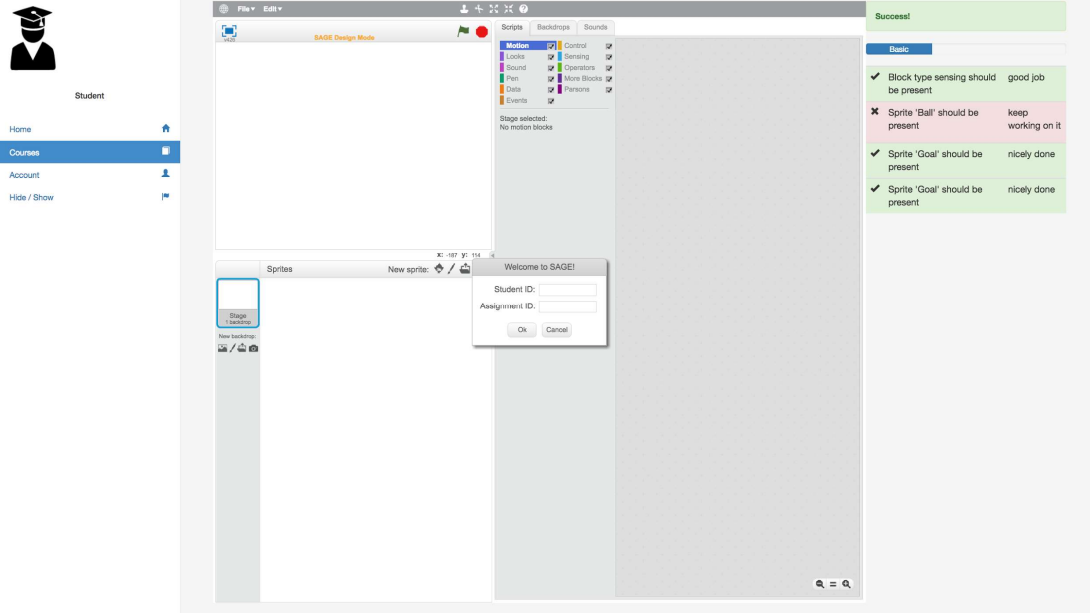 Student
Home
Courses
Account
Hide / Show
File Edit
v426
SAGE Design Mode
X: -187 Y: 114
Sprites
New sprite:
Stage
1 backdrop
New backdrop:
Scripts Backdrops Sounds
Motion Control
Looks Sensing
Sound Operators
Pen More Blocks
Data Parsons
Events
Stage selected:
No motion blocks
Welcome to SAGE!
Student ID:
Assignment ID:
Ok Cancel
Success!
Basic
Block type sensing should good job
be present
Sprite 'Ball' should be keep
present working on it
Sprite 'Goal' should be nicely done
present
Sprite 'Goal' should be nicely done
present